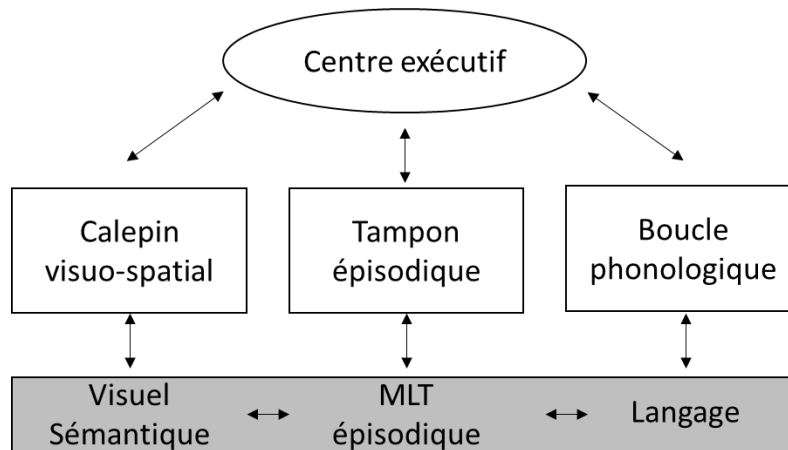 Centre exécutif
Calepin
visuo-spatial
Tampon
épisodique
Boucle
phonologique
Visuel
Sémantique
MLT
épisodique
Langage